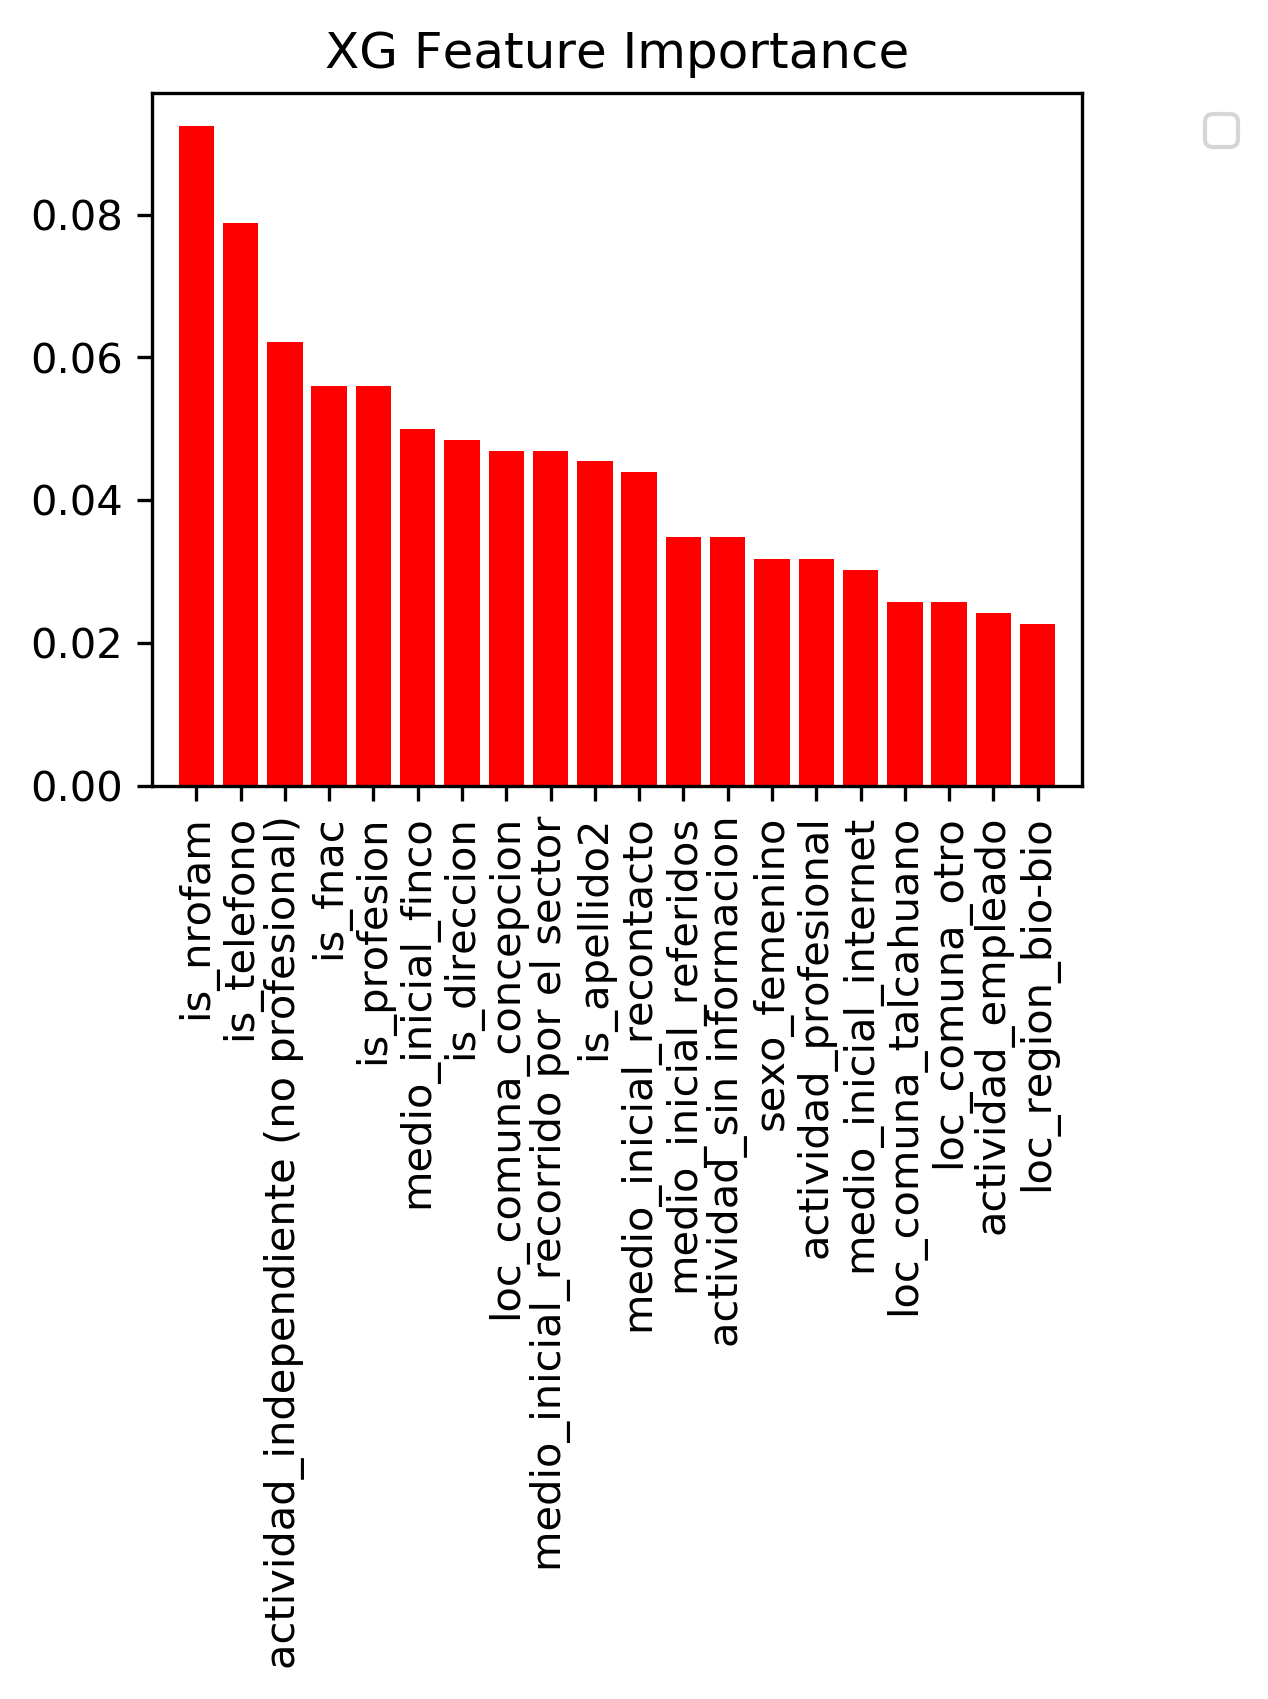 XG Feature Importance
0.08
0.06
0.04
0.02
0.00
is_nrofam
is_telefono
actividad_independiente (no profesional)
is_fnac
is_profesion
medio_inicial_finco
is_direccion
loc_comuna_concepcion
medio_inicial_recorrido por el sector
is_apellido2
medio_inicial_recontacto
medio_inicial_referidos
actividad_sin informacion
sexo_femenino
actividad_profesional
medio_inicial_internet
loc_comuna_talcahuano
loc_comuna_otro
actividad_empleado
loc_region_bio-bio